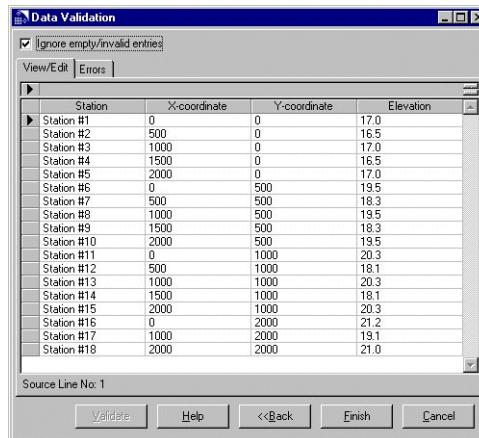 Data Validation
Ignore empty/invalid entries
View/Edit Errors
Station X-coordinate Y-coordinate Elevation
Station #1 0 0 17.0
Station #2 500 0 16.5
Station #3 1000 0 17.0
Station #4 1500 0 16.5
Station #5 2000 0 17.0
Station #6 0 500 19.5
Station #7 500 500 18.3
Station #8 1000 500 19.5
Station #9 1500 500 18.3
Station #10 2000 500 19.5
Station #11 0 1000 20.3
Station #12 500 1000 18.1
Station #13 1000 1000 20.3
Station #14 1500 1000 18.1
Station #15 2000 1000 20.3
Station #16 0 2000 21.2
Station #17 1000 2000 19.1
Station #18 2000 2000 21.0
Source Line No: 1
Validate Help <<Back Finish Cancel